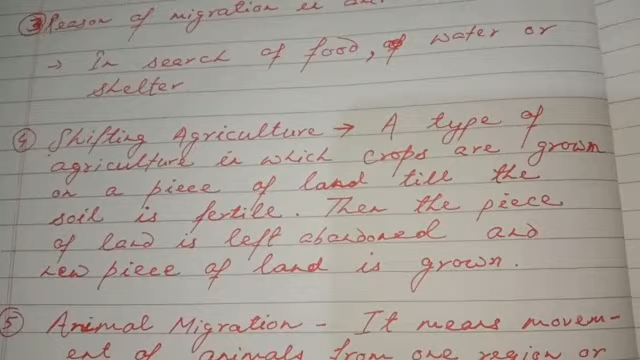 ③ Reason of migration is an
→ In search of food, of water or
shelter
④ Shifting Agriculture → A type of
agriculture in which crops are grown
on a piece of land till the
soil is fertile. Then the piece
of land is left abandoned and
new piece of land is grown.
⑤ Animal Migration - It means movem-
ent of animals from one region or